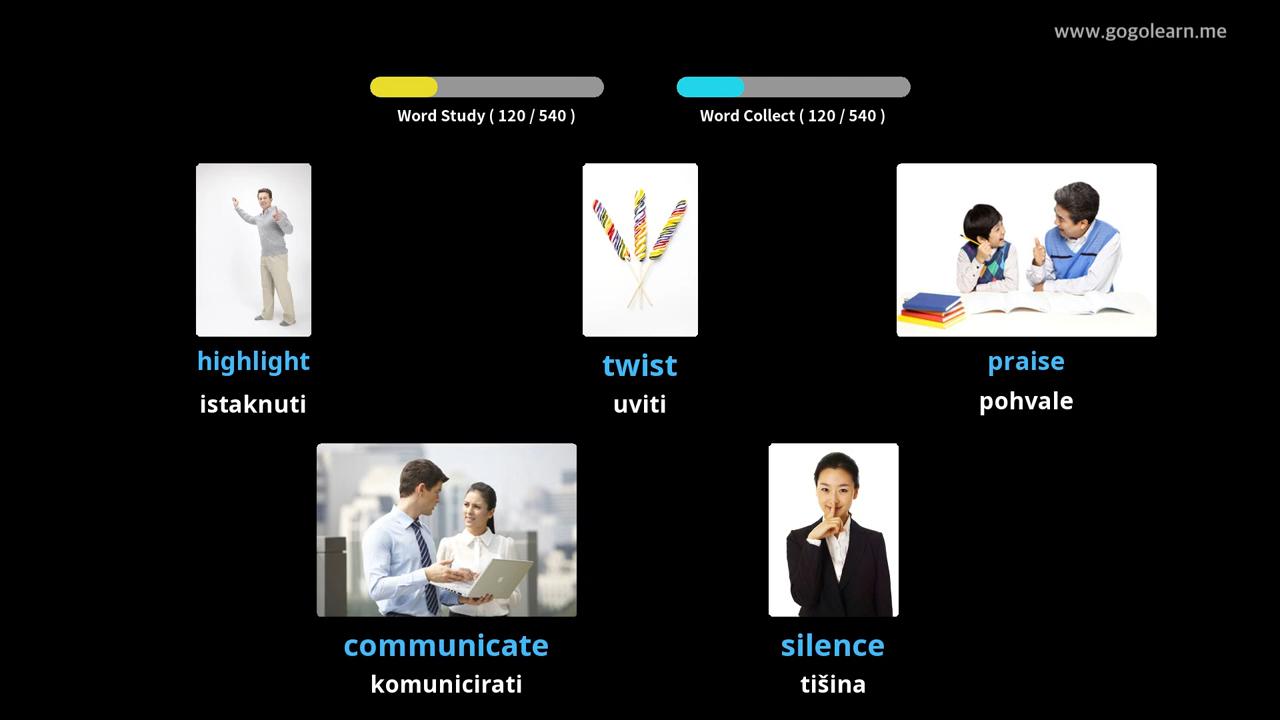 www.gogolearn.me
Word Study ( 120 / 540 )
Word Collect ( 120 / 540 )
highlight
istaknuti
twist
uviti
praise
pohvale
communicate
komunicirati
silence
tišina